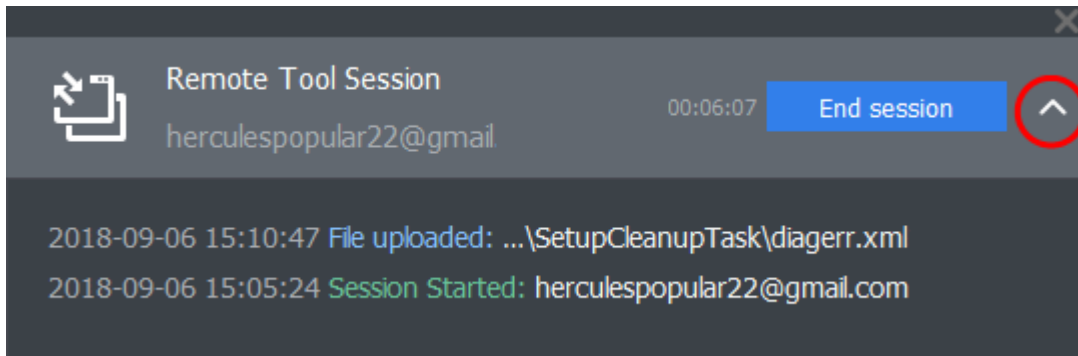 Remote Tool Session
herculespopular22@gmail
00:06:07
End session
2018-09-06 15:10:47 File uploaded: ...\SetupCleanupTask\diagerr.xml
2018-09-06 15:05:24 Session Started: herculespopular22@gmail.com